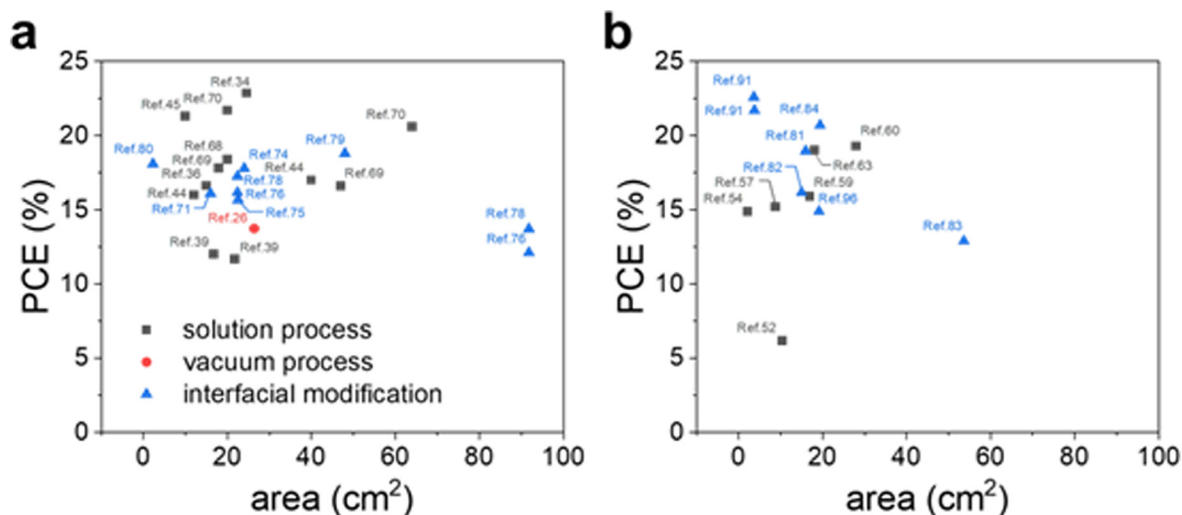 a
25
20
15
10
5
0
PCE (%)
Ref.34
Ref.45
Ref.70
Ref.70
Ref.80
Ref.68
Ref.69
Ref.36
Ref.44
Ref.71
Ref.74
Ref.78
Ref.76
Ref.75
Ref.44
Ref.79
Ref.69
Ref.26
Ref.39
Ref.39
Ref.78
Ref.76
solution process
vacuum process
interfacial modification
0 20 40 60 80 100
area (cm²)
b
25
20
15
10
5
0
PCE (%)
Ref.91
Ref.91
Ref.84
Ref.81
Ref.60
Ref.82
Ref.63
Ref.57
Ref.59
Ref.54
Ref.96
Ref.83
Ref.52
0 20 40 60 80 100
area (cm²)